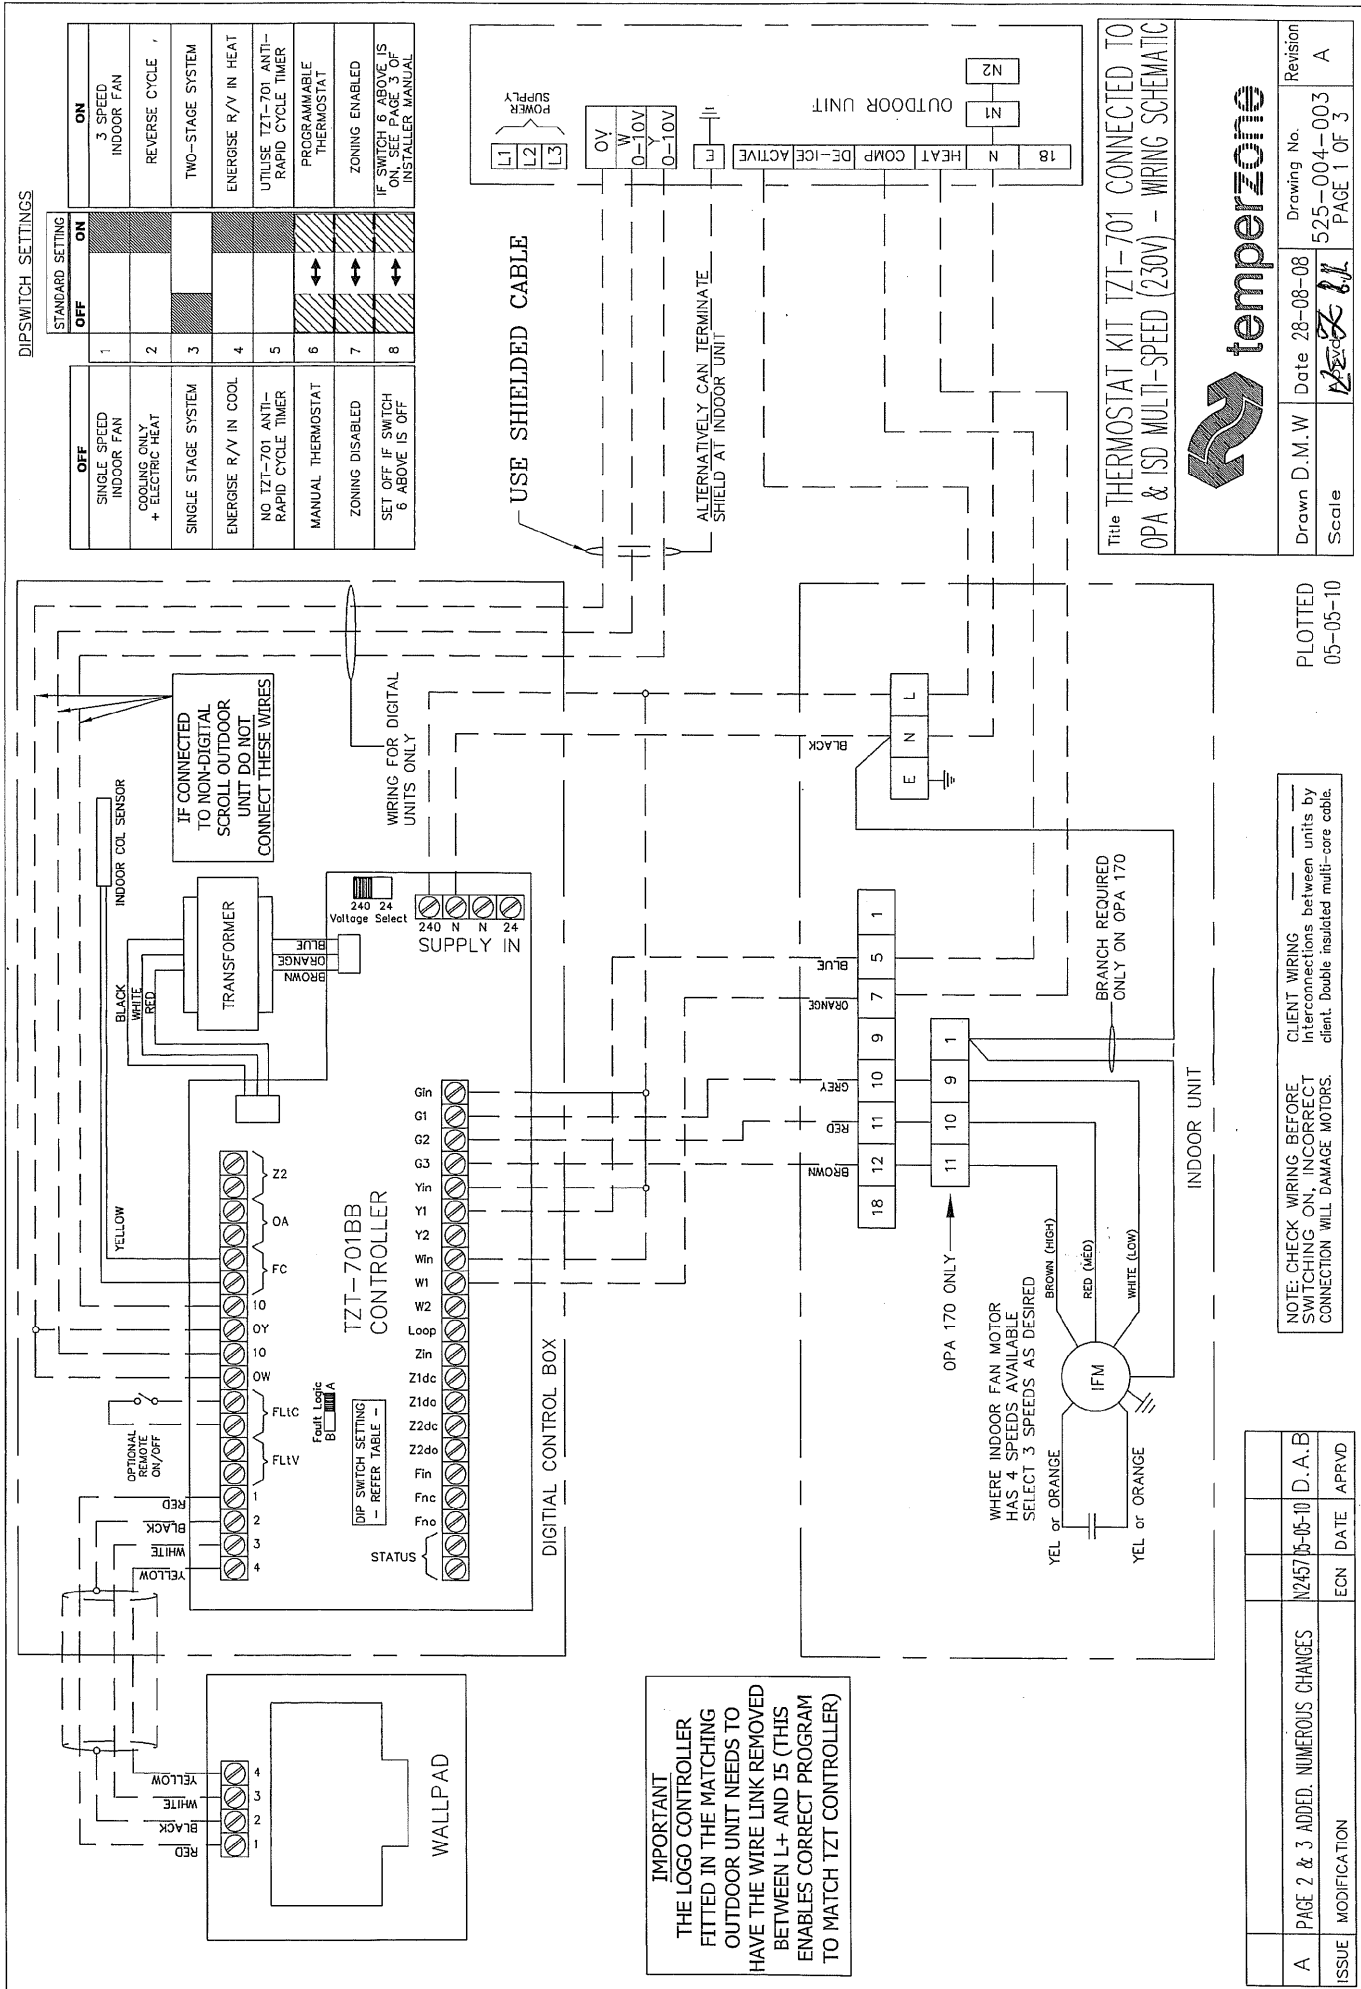 DIPSWITCH SETTINGS
OFF
STANDARD SETTING
OFF
ON
ON
SINGLE SPEED
INDOOR FAN
1
3 SPEED
INDOOR FAN
COOLING ONLY
+ ELECTRIC HEAT
2
REVERSE CYCLE
SINGLE STAGE SYSTEM
3
TWO-STAGE SYSTEM
ENERGISE R/V IN COOL
4
ENERGISE R/V IN HEAT
NO TZT-701 ANTI-
RAPID CYCLE TIMER
5
UTILISE TZT-701 ANTI-
RAPID CYCLE TIMER
MANUAL THERMOSTAT
6
PROGRAMMABLE
THERMOSTAT
ZONING DISABLED
7
ZONING ENABLED
SET OFF IF SWITCH
6 ABOVE IS OFF
8
IF SWITCH 6 ABOVE IS
ON, SEE PAGE 3 OF
INSTALLER MANUAL
WALLPAD
RED
BLACK
WHITE
YELLOW
1
2
3
4
YELLOW
WHITE
BLACK
RED
4
3
2
1
FLtV
FLtC
OW
10
OY
10
FC
OA
Z2
OPTIONAL
REMOTE
ON/OFF
Fault Logic
B
A
DIP SWITCH SETTING
- REFER TABLE -
TZT-701BB
CONTROLLER
STATUS
Fno
Fnc
Fin
Z2do
Z2dc
Z1do
Z1dc
Zin
Loop
W2
W1
Win
Y2
Y1
Yin
G3
G2
G1
Gin
DIGITIAL CONTROL BOX
YELLOW
INDOOR COL SENSOR
BLACK
WHITE
RED
TRANSFORMER
BROWN
ORANGE
BLUE
240 24
Voltage Select
240 N N 24
SUPPLY IN
IF CONNECTED
TO NON-DIGITAL
SCROLL OUTDOOR
UNIT DO NOT
CONNECT THESE WIRES
WIRING FOR DIGITAL
UNITS ONLY
USE SHIELDED CABLE
ALTERNATIVELY CAN TERMINATE
SHIELD AT INDOOR UNIT
L1
L2
L3
POWER
SUPPLY
0V
W
0-10V
Y
0-10V
E
ACTIVE
DE-ICE
COMP
HEAT
N
18
N1
N2
OUTDOOR UNIT
IMPORTANT
THE LOGO CONTROLLER
FITTED IN THE MATCHING
OUTDOOR UNIT NEEDS TO
HAVE THE WIRE LINK REMOVED
BETWEEN L+ AND I5 (THIS
ENABLES CORRECT PROGRAM
TO MATCH TZT CONTROLLER)
BROWN
RED
GREY
ORANGE
BLUE
BLACK
18 12 11 10 9 7 5 1
11 10 9 1
E N L
OPA 170 ONLY
WHERE INDOOR FAN MOTOR
HAS 4 SPEEDS AVAILABLE
SELECT 3 SPEEDS AS DESIRED
YEL or ORANGE
YEL or ORANGE
IFM
BROWN (HIGH)
RED (MED)
WHITE (LOW)
BRANCH REQUIRED
ONLY ON OPA 170
INDOOR UNIT
NOTE: CHECK WIRING BEFORE
SWITCHING ON, INCORRECT
CONNECTION WILL DAMAGE MOTORS.
CLIENT WIRING
Interconnections between units by
client. Double insulated multi-core cable.
PLOTTED
05-05-10
Title THERMOSTAT KIT TZT-701 CONNECTED TO
OPA & ISD MULTI-SPEED (230V) - WIRING SCHEMATIC
temperzone
Drawn D.M.W
Date 28-08-08
Drawing No.
525-004-003
PAGE 1 OF 3
Revision
A
Scale
A PAGE 2 & 3 ADDED. NUMEROUS CHANGES N2457 05-05-10 D.A.B
ISSUE MODIFICATION ECN DATE APRVD